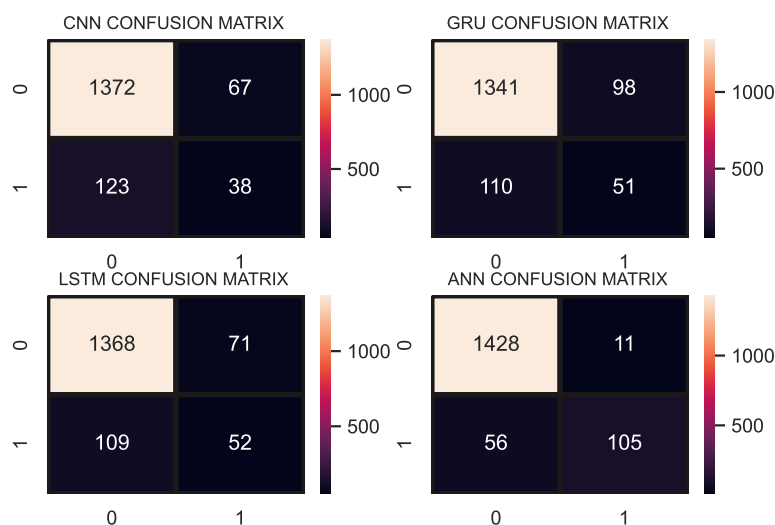 CNN CONFUSION MATRIX
0 1372 67
1 123 38
0 1
1000
500
GRU CONFUSION MATRIX
0 1341 98
1 110 51
0 1
1000
500
LSTM CONFUSION MATRIX
0 1368 71
1 109 52
0 1
1000
500
ANN CONFUSION MATRIX
0 1428 11
1 56 105
0 1
1000
500